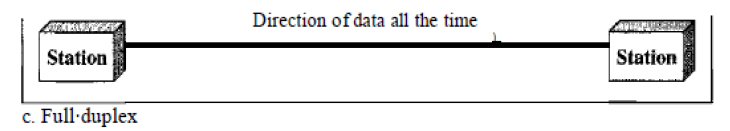 Direction of data all the time
Station Station
c. Full·duplex